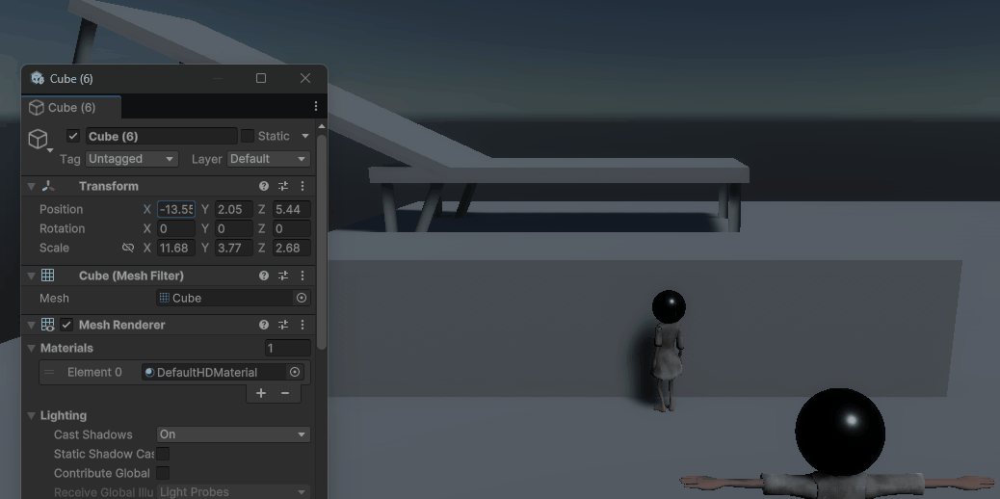 Cube (6)
Cube (6)
Cube (6) Static
Tag Untagged Layer Default
Transform
Position X -13.55 Y 2.05 Z 5.44
Rotation X 0 Y 0 Z 0
Scale X 11.68 Y 3.77 Z 2.68
Cube (Mesh Filter)
Mesh Cube
Mesh Renderer
Materials 1
Element 0 DefaultHDMaterial
+ −
Lighting
Cast Shadows On
Static Shadow Cas
Contribute Global
Receive Global Illu Light Probes